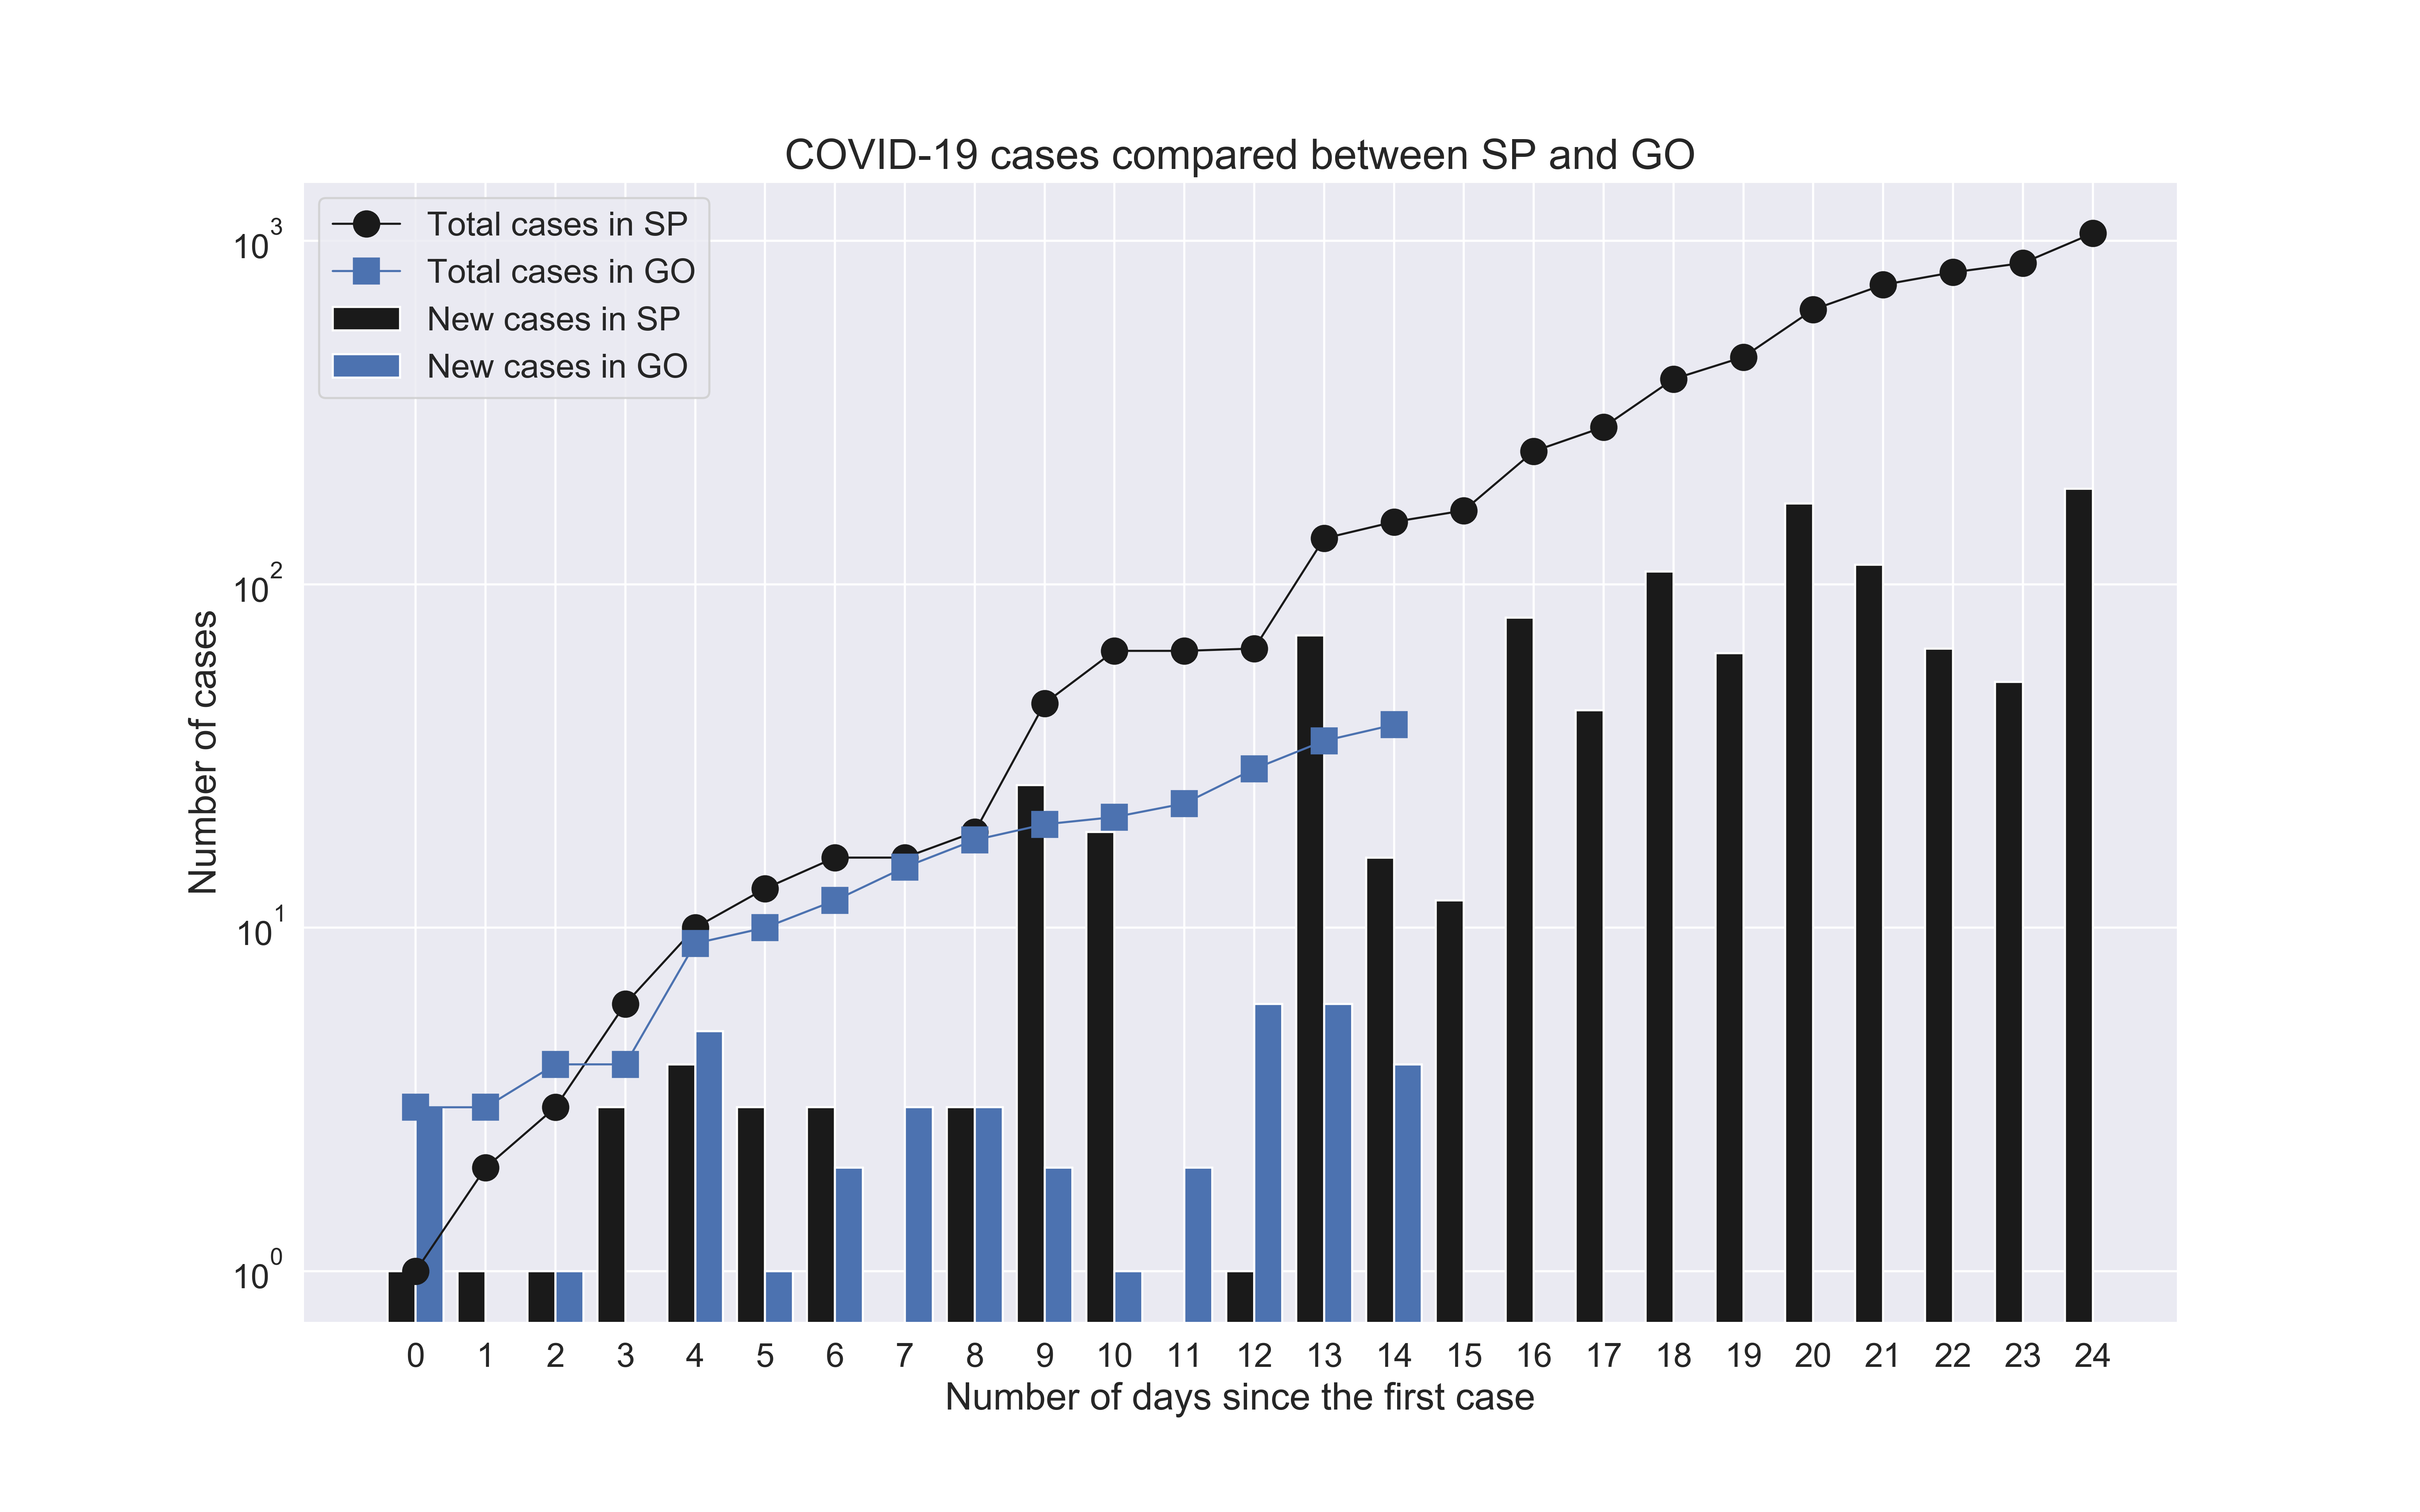 COVID-19 cases compared between SP and GO
Total cases in SP
Total cases in GO
New cases in SP
New cases in GO
Number of cases
10³
10²
10¹
10⁰
0 1 2 3 4 5 6 7 8 9 10 11 12 13 14 15 16 17 18 19 20 21 22 23 24
Number of days since the first case